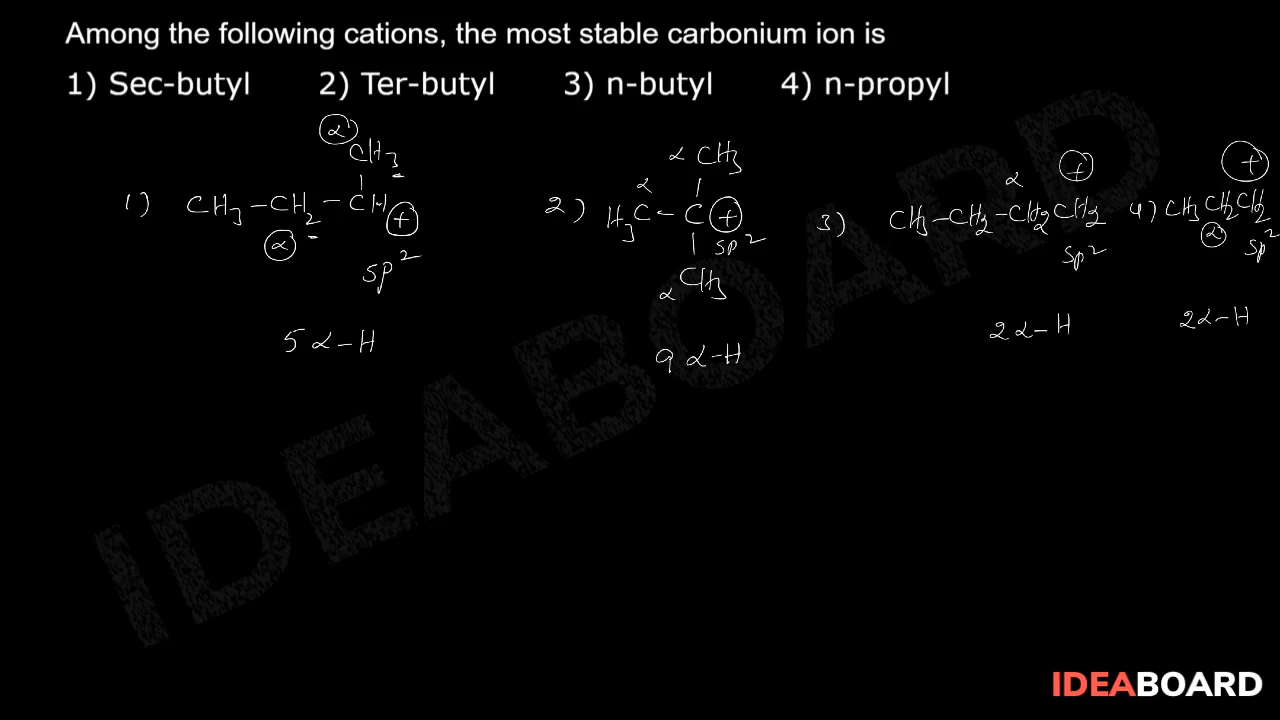 Among the following cations, the most stable carbonium ion is
1) Sec-butyl 2) Ter-butyl 3) n-butyl 4) n-propyl
α
CH₃
1) CH₃ – CH₂ – CH +
α
sp²
5 α – H
α CH₃
α
2) H₃C – C +
sp²
α CH₃
9 α – H
α +
3) CH₃ – CH₂ – CH₂ CH₂
sp²
2 α – H
+
4) CH₃ CH₂ CH₂
α sp²
2 α – H
IDEABOARD
IDEABOARD